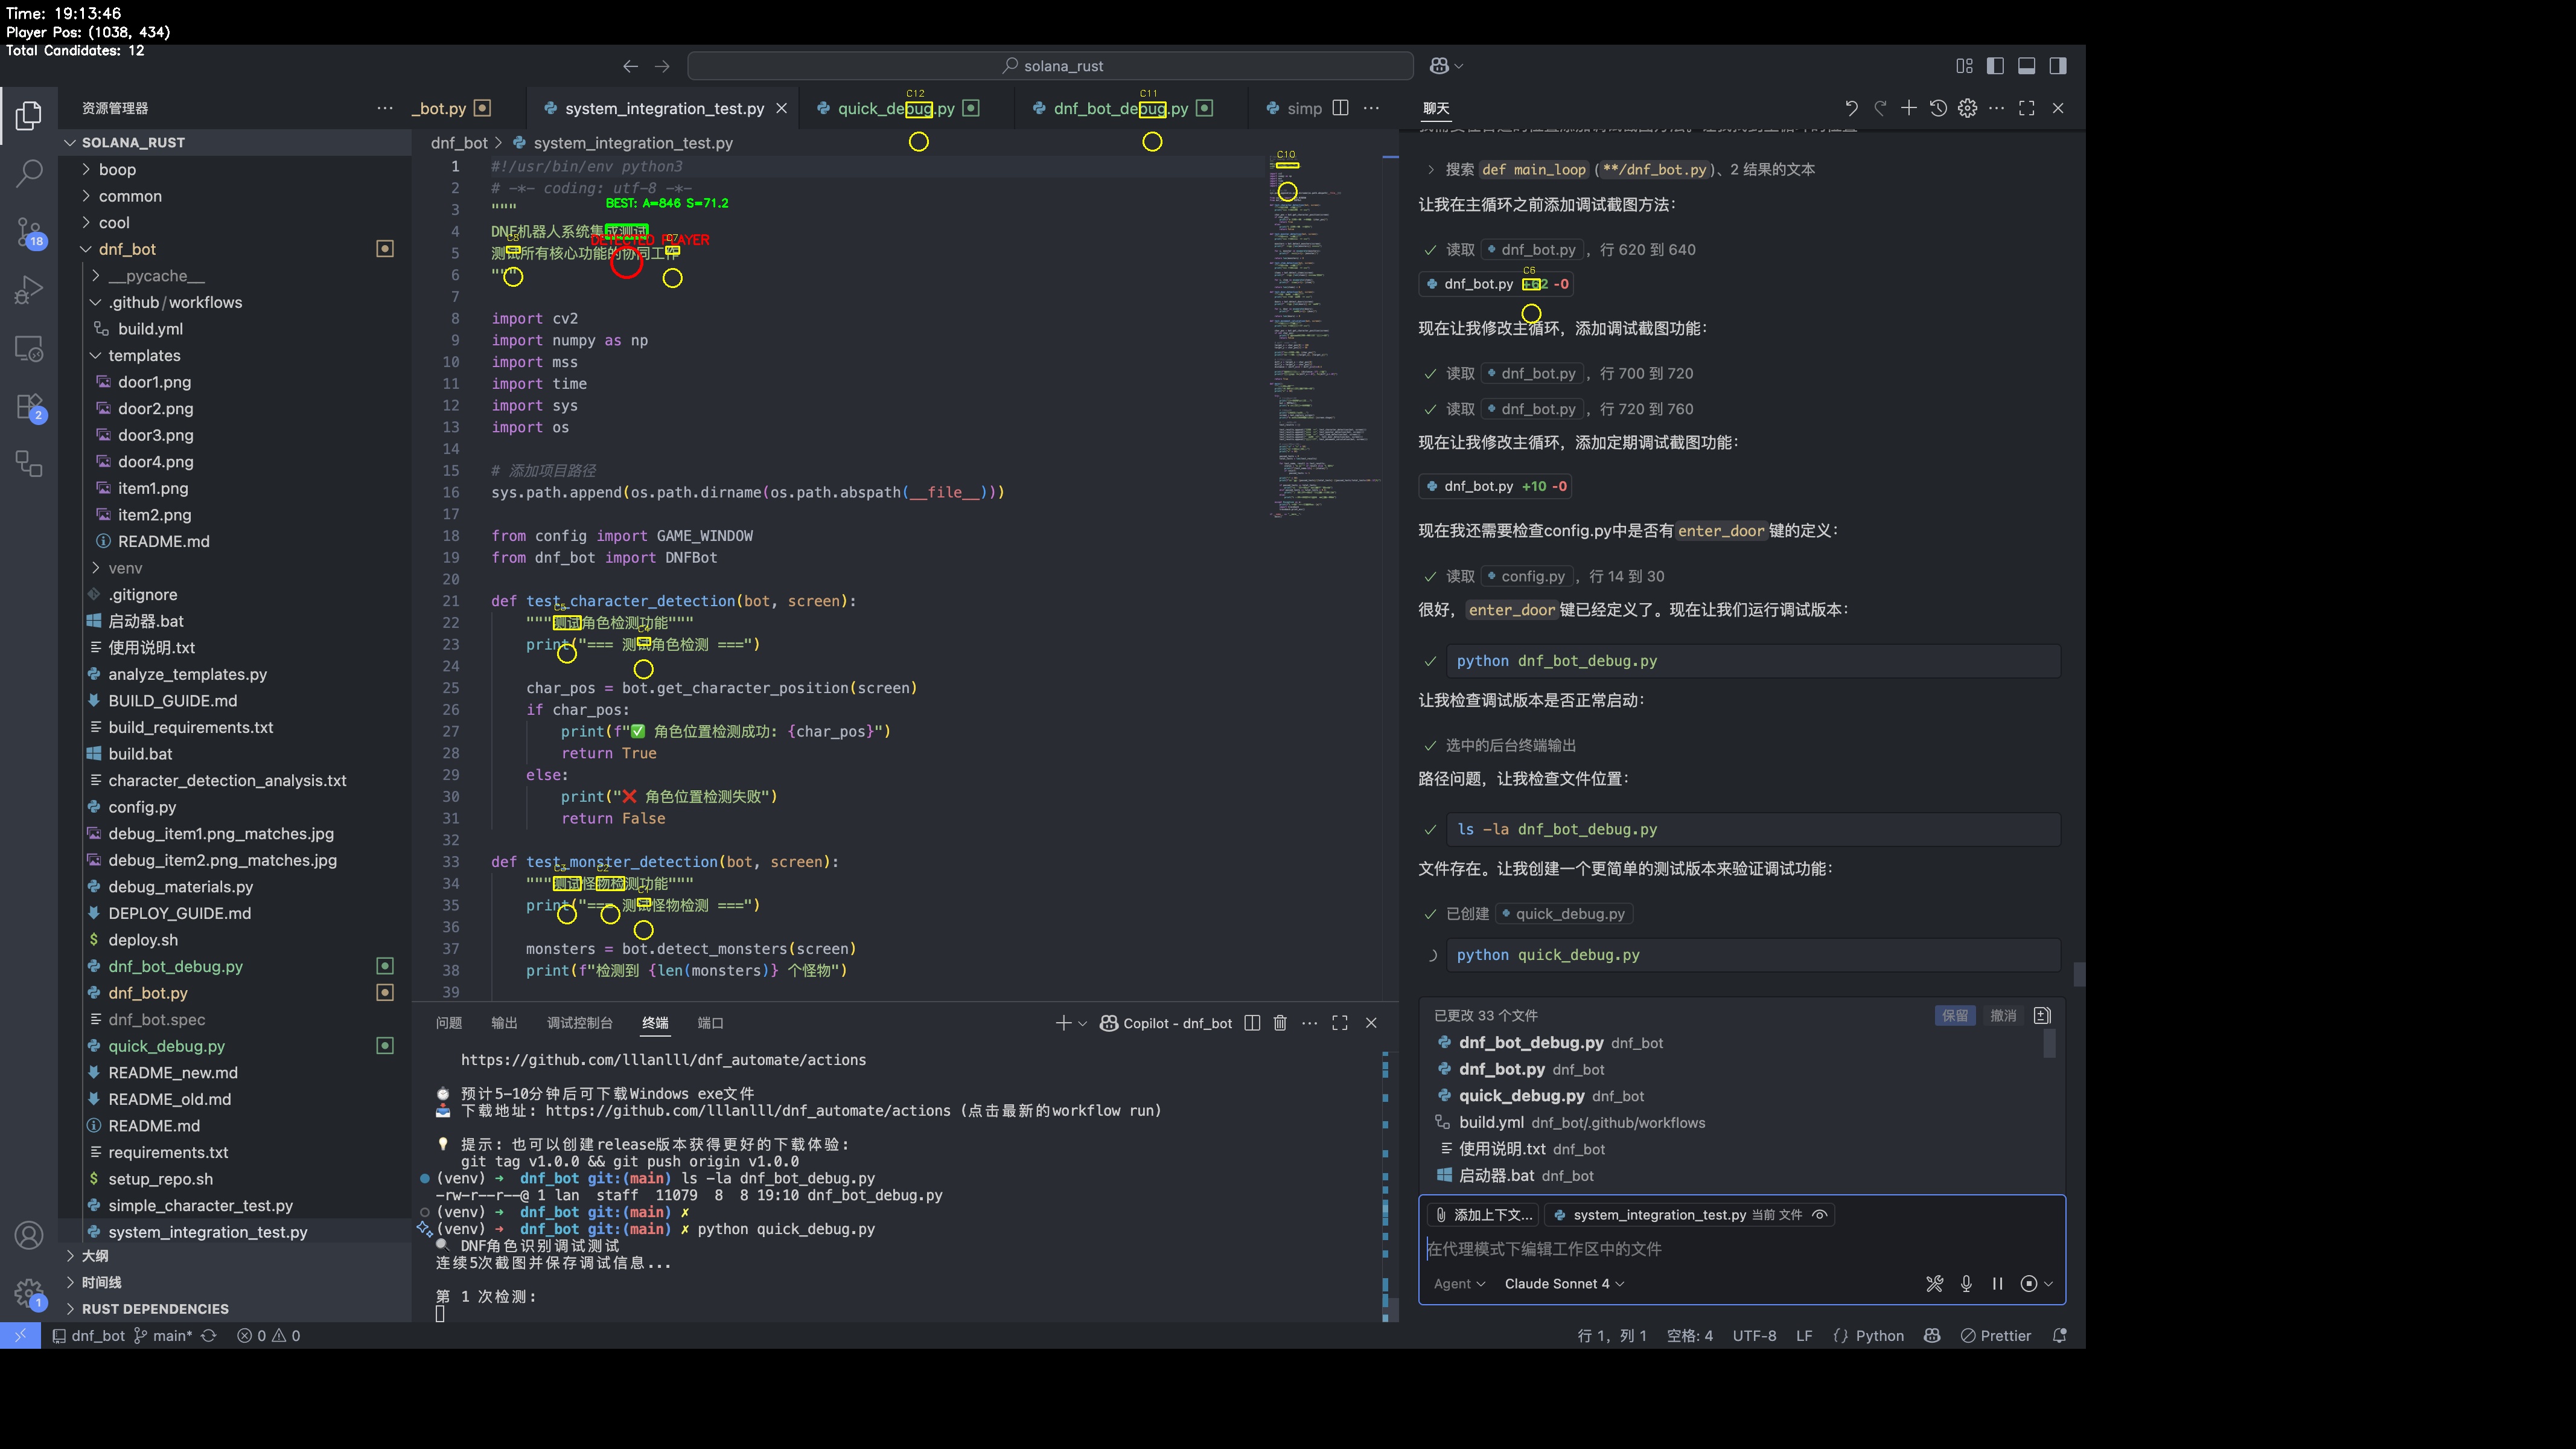 Time: 19:13:46
Player Pos: (1038, 434)
Total Candidates: 12
solana_rust
资源管理器
SOLANA_RUST
boop
common
cool
dnf_bot
__pycache__
.github/workflows
build.yml
templates
door1.png
door2.png
door3.png
door4.png
item1.png
item2.png
README.md
venv
.gitignore
启动器.bat
使用说明.txt
analyze_templates.py
BUILD_GUIDE.md
build_requirements.txt
build.bat
character_detection_analysis.txt
config.py
debug_item1.png_matches.jpg
debug_item2.png_matches.jpg
debug_materials.py
DEPLOY_GUIDE.md
deploy.sh
dnf_bot_debug.py
dnf_bot.py
dnf_bot.spec
quick_debug.py
README_new.md
README_old.md
README.md
requirements.txt
setup_repo.sh
simple_character_test.py
system_integration_test.py
大纲
时间线
RUST DEPENDENCIES
18
2
1
_bot.py
system_integration_test.py
quick_debug.py
dnf_bot_debug.py
simp
C12
C11
dnf_bot > system_integration_test.py
C10
1 #!/usr/bin/env python3
2 # -*- coding: utf-8 -*-
BEST: A=846 S=71.2
3 """
4 DNF机器人系统集成测试
DETECTED PLAYER
C8
C7
5 测试所有核心功能的协同工作
6 """
7
8 import cv2
9 import numpy as np
10 import mss
11 import time
12 import sys
13 import os
14
15 # 添加项目路径
16 sys.path.append(os.path.dirname(os.path.abspath(__file__)))
17
18 from config import GAME_WINDOW
19 from dnf_bot import DNFBot
20
21 def test_character_detection(bot, screen):
C5
22 """测试角色检测功能"""
23 print("=== 测试角色检测 ===")
24
25 char_pos = bot.get_character_position(screen)
26 if char_pos:
27 print(f"✅ 角色位置检测成功: {char_pos}")
28 return True
29 else:
30 print("❌ 角色位置检测失败")
31 return False
32
33 def test_monster_detection(bot, screen):
C3 C2
34 """测试怪物检测功能"""
35 print("=== 测试怪物检测 ===")
36
37 monsters = bot.detect_monsters(screen)
38 print(f"检测到 {len(monsters)} 个怪物")
39
问题 输出 调试控制台 终端 端口
Copilot - dnf_bot
https://github.com/lllanlll/dnf_automate/actions
⏱️ 预计5-10分钟后可下载Windows exe文件
📥 下载地址: https://github.com/lllanlll/dnf_automate/actions (点击最新的workflow run)
💡 提示: 也可以创建release版本获得更好的下载体验:
git tag v1.0.0 && git push origin v1.0.0
(venv) → dnf_bot git:(main) ls -la dnf_bot_debug.py
-rw-r--r--@ 1 lan staff 11079 8 8 19:10 dnf_bot_debug.py
(venv) → dnf_bot git:(main) ✗
(venv) → dnf_bot git:(main) ✗ python quick_debug.py
🔍 DNF角色识别调试测试
连续5次截图并保存调试信息...
第 1 次检测:
聊天
搜索 def main_loop (**/dnf_bot.py)、2 结果的文本
让我在主循环之前添加调试截图方法:
读取 dnf_bot.py, 行 620 到 640
C6
dnf_bot.py +62 -0
现在让我修改主循环,添加调试截图功能:
读取 dnf_bot.py, 行 700 到 720
读取 dnf_bot.py, 行 720 到 760
现在让我修改主循环,添加定期调试截图功能:
dnf_bot.py +10 -0
现在我还需要检查config.py中是否有 enter_door 键的定义:
读取 config.py, 行 14 到 30
很好, enter_door 键已经定义了。现在让我们运行调试版本:
python dnf_bot_debug.py
让我检查调试版本是否正常启动:
选中的后台终端输出
路径问题,让我检查文件位置:
ls -la dnf_bot_debug.py
文件存在。让我创建一个更简单的测试版本来验证调试功能:
已创建 quick_debug.py
python quick_debug.py
已更改 33 个文件
保留 撤消
dnf_bot_debug.py dnf_bot
dnf_bot.py dnf_bot
quick_debug.py dnf_bot
build.yml dnf_bot/.github/workflows
使用说明.txt dnf_bot
启动器.bat dnf_bot
添加上下文... system_integration_test.py 当前 文件
在代理模式下编辑工作区中的文件
Agent Claude Sonnet 4
dnf_bot main* 0 0
行 1, 列 1 空格: 4 UTF-8 LF {} Python Prettier